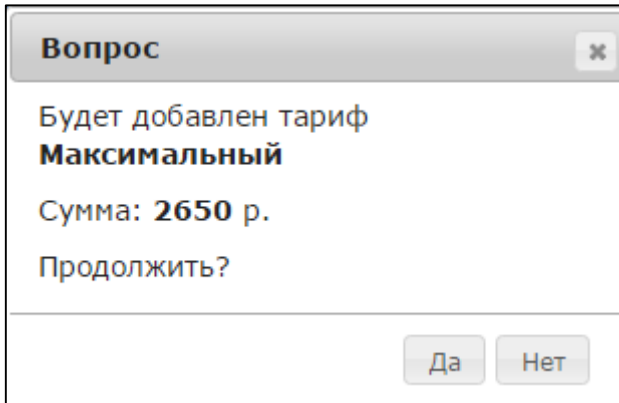 Вопрос
Будет добавлен тариф
Максимальный
Сумма: 2650 р.
Продолжить?
Да Нет